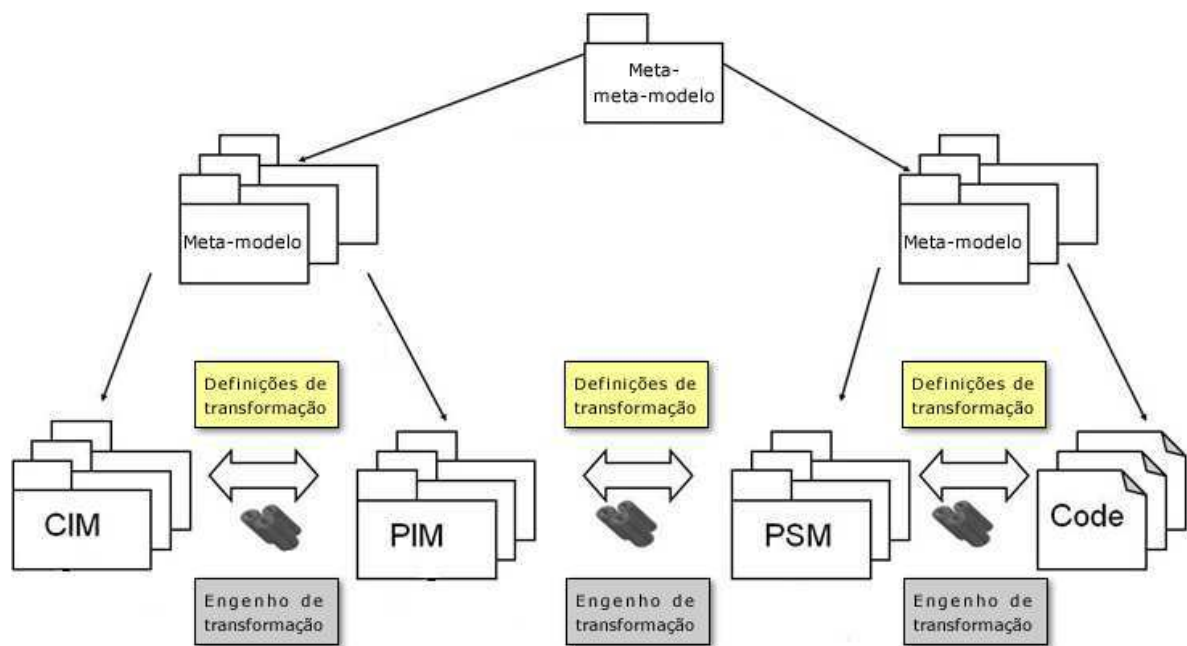 Meta-
meta-modelo
Meta-modelo
Meta-modelo
Definições de
transformação
Definições de
transformação
Definições de
transformação
CIM
PIM
PSM
Code
Engenho de
transformação
Engenho de
transformação
Engenho de
transformação